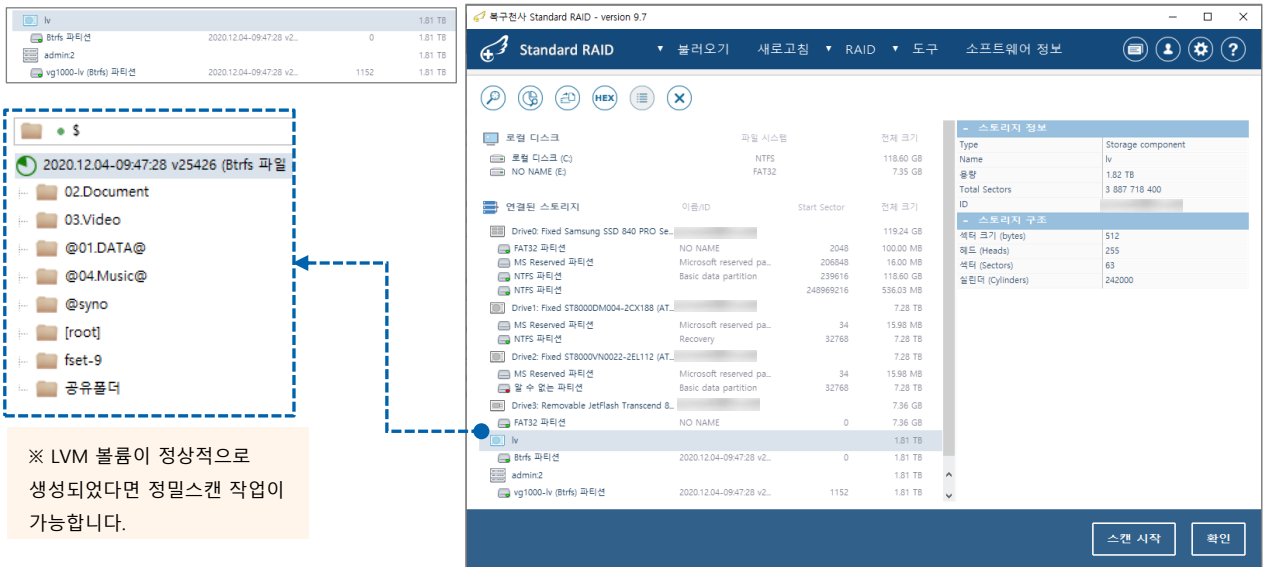 lv 1.81 TB
Btrfs 파티션 2020.12.04-09:47:28 v2... 0 1.81 TB
admin:2 1.81 TB
vg1000-lv (Btrfs) 파티션 2020.12.04-09:47:28 v2... 1152 1.81 TB
$
2020.12.04-09:47:28 v25426 (Btrfs 파일
02.Document
03.Video
@01.DATA@
@04.Music@
@syno
[root]
fset-9
공유폴더
※ LVM 볼륨이 정상적으로
생성되었다면 정밀스캔 작업이
가능합니다.
복구천사 Standard RAID - version 9.7
Standard RAID ▼ 불러오기 새로고침 ▼ RAID ▼ 도구 소프트웨어 정보 ?
HEX
로컬 디스크 파일 시스템 전체 크기
로컬 디스크 (C:) NTFS 118.60 GB
NO NAME (E:) FAT32 7.35 GB
연결된 스토리지 이름/ID Start Sector 전체 크기
Drive0: Fixed Samsung SSD 840 PRO Se... 119.24 GB
FAT32 파티션 NO NAME 2048 100.00 MB
MS Reserved 파티션 Microsoft reserved pa... 206848 16.00 MB
NTFS 파티션 Basic data partition 239616 118.60 GB
NTFS 파티션 248969216 536.03 MB
Drive1: Fixed ST8000DM004-2CX188 (AT... 7.28 TB
MS Reserved 파티션 Microsoft reserved pa... 34 15.98 MB
NTFS 파티션 Recovery 32768 7.28 TB
Drive2: Fixed ST8000VN0022-2EL112 (AT... 7.28 TB
MS Reserved 파티션 Microsoft reserved pa... 34 15.98 MB
알 수 없는 파티션 Basic data partition 32768 7.28 TB
Drive3: Removable JetFlash Transcend 8... 7.36 GB
FAT32 파티션 NO NAME 0 7.36 GB
lv 1.81 TB
Btrfs 파티션 2020.12.04-09:47:28 v2... 0 1.81 TB
admin:2 1.81 TB
vg1000-lv (Btrfs) 파티션 2020.12.04-09:47:28 v2... 1152 1.81 TB
− 스토리지 정보
Type Storage component
Name lv
용량 1.82 TB
Total Sectors 3 887 718 400
ID
− 스토리지 구조
섹터 크기 (bytes) 512
헤드 (Heads) 255
섹터 (Sectors) 63
실린더 (Cylinders) 242000
스캔 시작 확인